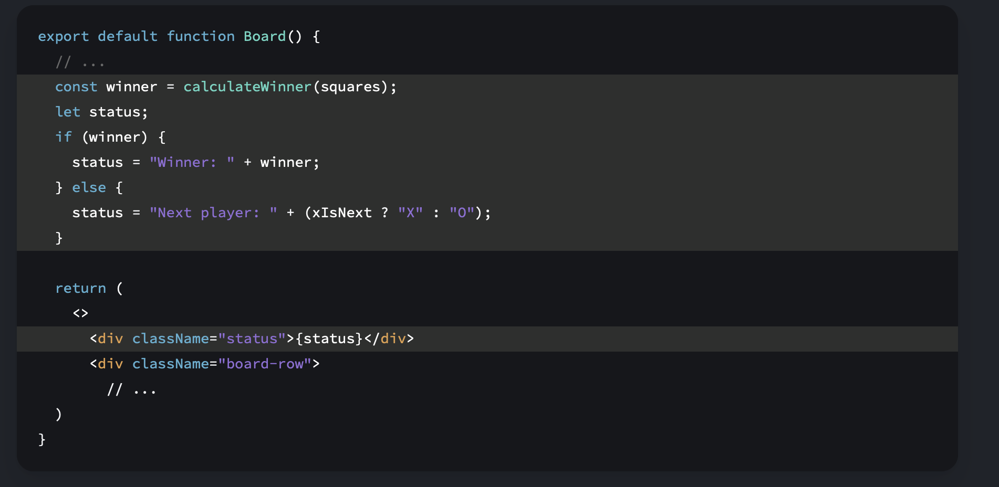 export default function Board() {
  // ...
  const winner = calculateWinner(squares);
  let status;
  if (winner) {
    status = "Winner: " + winner;
  } else {
    status = "Next player: " + (xIsNext ? "X" : "O");
  }

  return (
    <>
      <div className="status">{status}</div>
      <div className="board-row">
        // ...
  )
}